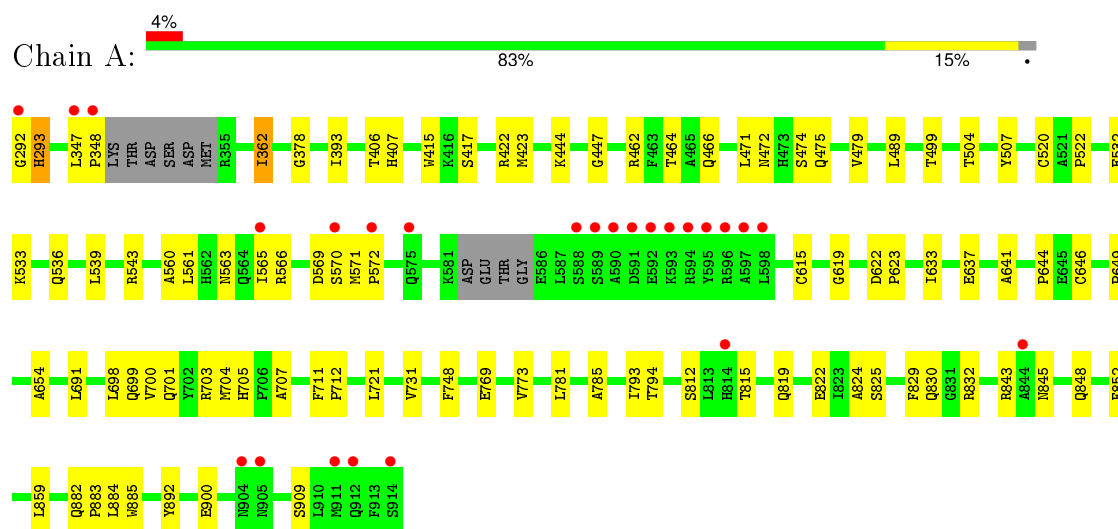 4%
Chain A:
83% 15% •
G292 H293 L347 P348 LYS THR ASP SER ASP MET R355 I362 G378 I393 T406 H407 W415 K416 S417 R422 M423 K444 G447 R462 F463 T464 A465 Q466 L471 N472 H473 S474 Q475 V479 L489 T499 T504 Y507 C520 A521 P522
K533 Q536 L539 R543 A560 L561 H562 N563 Q564 I565 R566 D569 S570 M571 P572 Q575 K581 ASP GLU THR GLY E586 L587 S588 S589 A590 D591 E592 K593 R594 Y595 R596 A597 L598 C615 G619 D622 P623 I633 E637 A641 P644 E645 C646
A654 L691 L698 Q699 V700 Q701 Y702 R703 M704 H705 P706 A707 F711 P712 L721 V731 F748 E769 V773 L781 A785 I793 T794 S812 L813 H814 T815 Q819 E822 I823 A824 S825 F829 Q830 G831 R832 R843 A844 N845 Q848
L859 Q882 P883 L884 W885 Y892 E900 N904 N905 S909 L910 M911 Q912 F913 S914